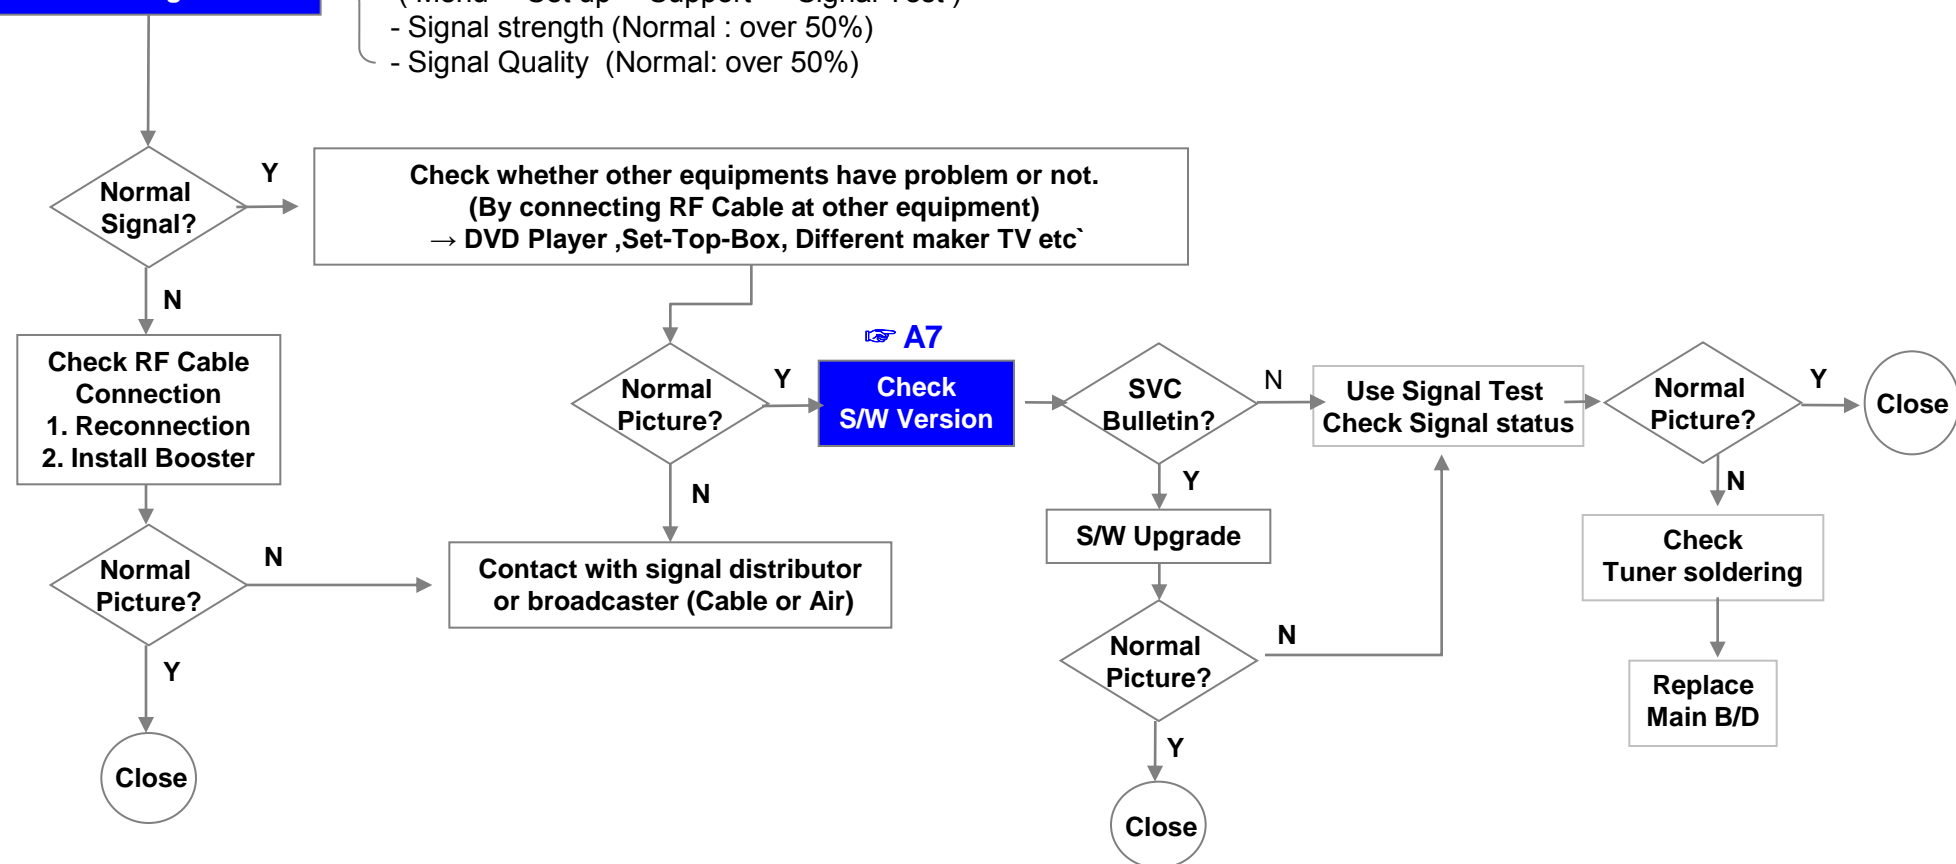 - Signal strength (Normal : over 50%)
- Signal Quality (Normal: over 50%)
Normal
Signal?
Y
N
Check whether other equipments have problem or not.
(By connecting RF Cable at other equipment)
→ DVD Player ,Set-Top-Box, Different maker TV etc`
Check RF Cable
Connection
1. Reconnection
2. Install Booster
Normal
Picture?
N
Y
Close
Normal
Picture?
Y
N
Contact with signal distributor
or broadcaster (Cable or Air)
☞ A7
Check
S/W Version
SVC
Bulletin?
N
Y
S/W Upgrade
Normal
Picture?
N
Y
Close
Use Signal Test
Check Signal status
Normal
Picture?
Y
Close
N
Check
Tuner soldering
Replace
Main B/D